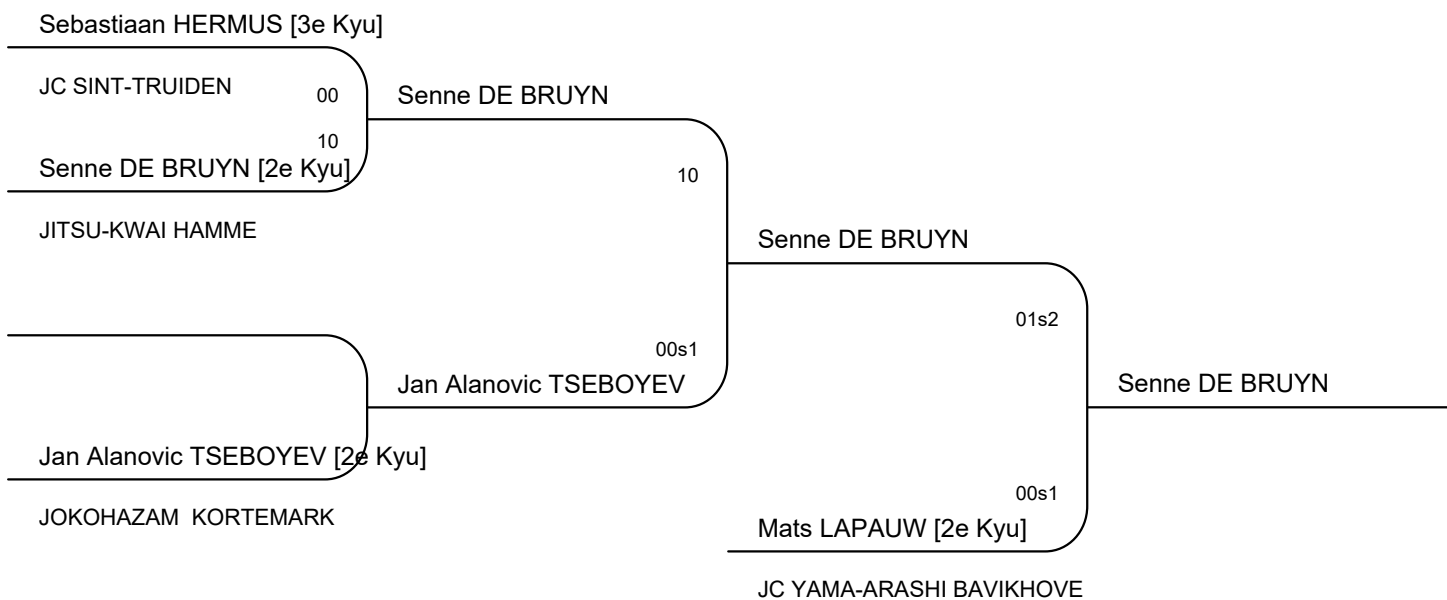 Sebastiaan HERMUS [3e Kyu]
JC SINT-TRUIDEN
00
Senne DE BRUYN
10
Senne DE BRUYN [2e Kyu]
10
JITSU-KWAI HAMME
Senne DE BRUYN
01s2
00s1
Jan Alanovic TSEBOYEV
Senne DE BRUYN
Jan Alanovic TSEBOYEV [2e Kyu]
JOKOHAZAM  KORTEMARK
00s1
Mats LAPAUW [2e Kyu]
JC YAMA-ARASHI BAVIKHOVE